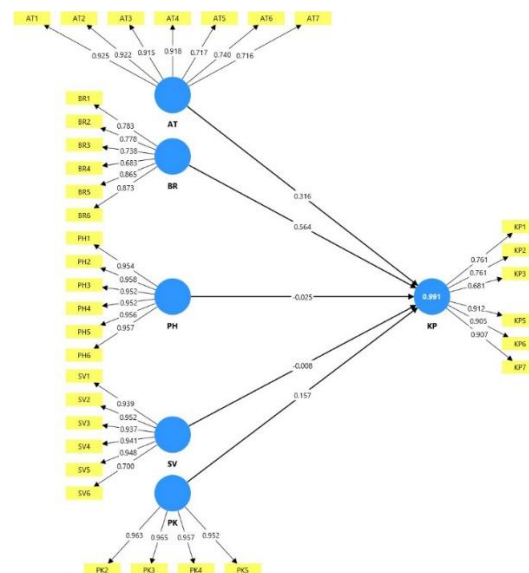 AT1 AT2 AT3 AT4 AT5 AT6 AT7
0.925 0.922 0.915 0.918 0.717 0.740 0.716
AT
BR1
BR2
BR3
BR4
BR5
BR6
0.783
0.778
0.738
0.683
0.865
0.873
BR
PH1
PH2
PH3
PH4
PH5
PH6
0.954
0.958
0.952
0.952
0.956
0.957
PH
SV1
SV2
SV3
SV4
SV5
SV6
0.939
0.952
0.937
0.941
0.948
0.700
SV
PK
0.963 0.965 0.957 0.952
PK2 PK3 PK4 PK5
0.316
0.564
-0.025
-0.008
0.157
0.991
KP
0.761
0.761
0.681
0.912
0.905
0.907
KP1
KP2
KP3
KP5
KP6
KP7